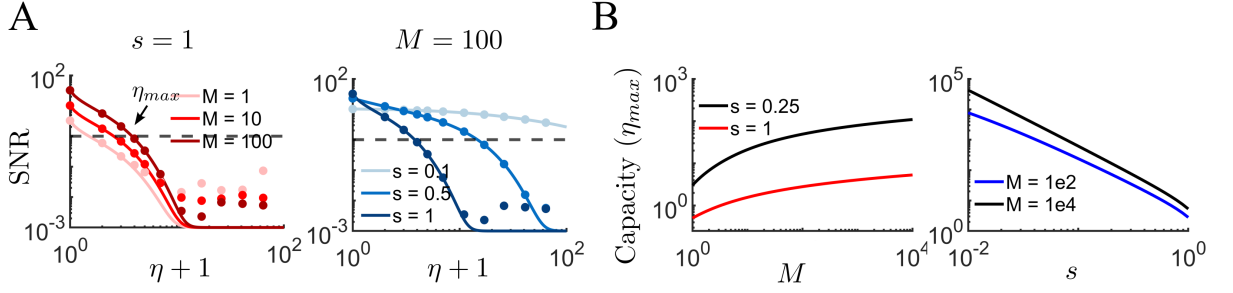 A
B
s = 1
M = 100
SNR
10^2
10^-3
10^0
10^2
η + 1
η_max
M = 1
M = 10
M = 100
10^2
10^-3
10^0
10^2
η + 1
s = 0.1
s = 0.5
s = 1
Capacity (η_max)
10^3
10^0
10^0
10^4
M
s = 0.25
s = 1
10^5
10^0
10^-2
10^0
s
M = 1e2
M = 1e4